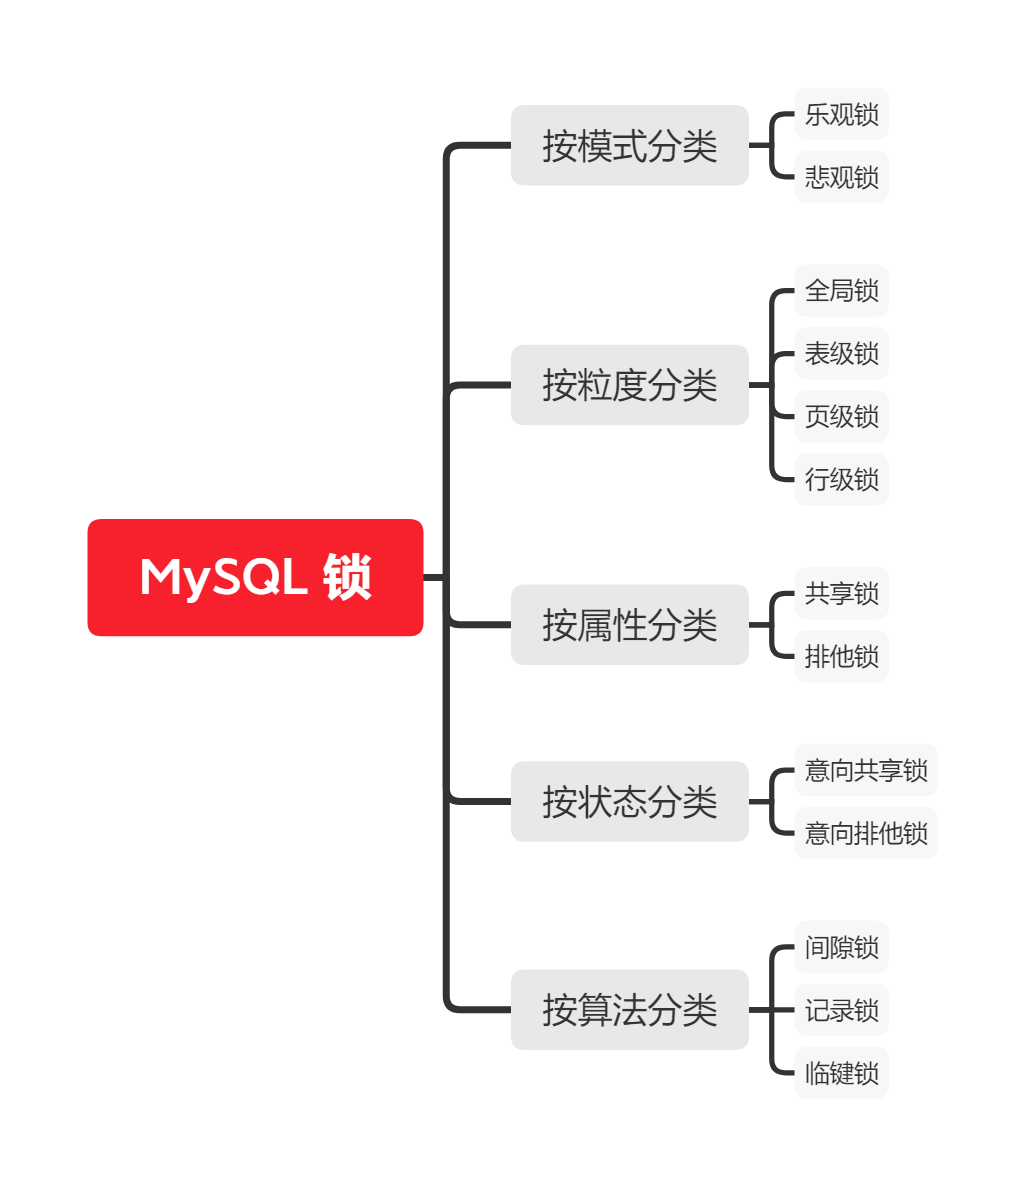 MySQL 锁
按模式分类
乐观锁
悲观锁
按粒度分类
全局锁
表级锁
页级锁
行级锁
按属性分类
共享锁
排他锁
按状态分类
意向共享锁
意向排他锁
按算法分类
间隙锁
记录锁
临键锁